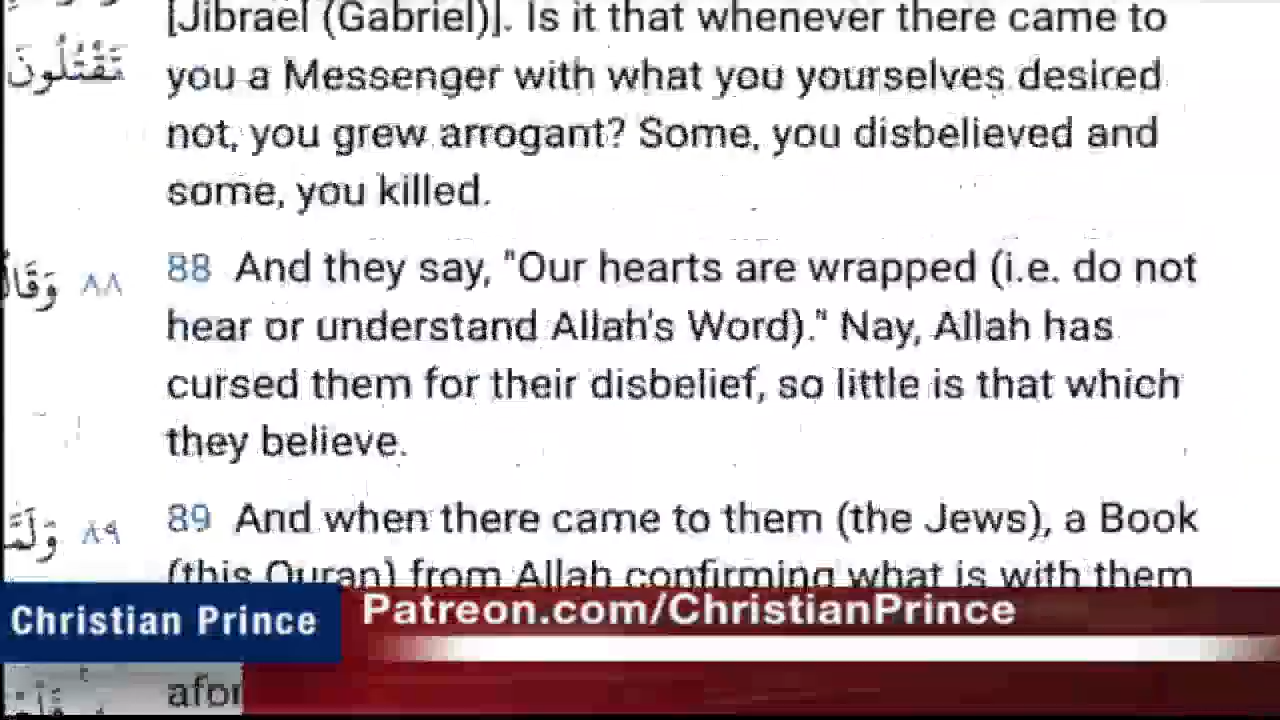 [Jibrael (Gabriel)]. Is it that whenever there came to
تَقْتُلُونَ
you a Messenger with what you yourselves desired
not, you grew arrogant? Some, you disbelieved and
some, you killed.
٨٨
88 And they say, "Our hearts are wrapped (i.e. do not
hear or understand Allah's Word)." Nay, Allah has
cursed them for their disbelief, so little is that which
they believe.
٨٩
89 And when there came to them (the Jews), a Book
(this Quran) from Allah confirming what is with them
Christian Prince
Patreon.com/ChristianPrince